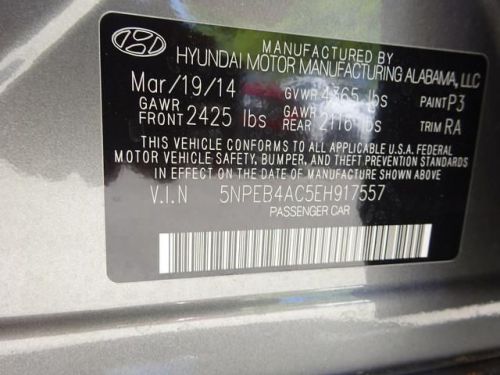 MANUFACTURED BY
HYUNDAI MOTOR MANUFACTURING ALABAMA, LLC
Mar/19/14 GVWR 4365 lbs PAINT P3
GAWR FRONT 2425 lbs GAWR REAR 2116 lbs TRIM RA
THIS VEHICLE CONFORMS TO ALL APPLICABLE U.S.A. FEDERAL
MOTOR VEHICLE SAFETY, BUMPER, AND THEFT PREVENTION STANDARDS
IN EFFECT ON THE DATE OF MANUFACTURE SHOWN ABOVE
V.I.N 5NPEB4AC5EH917557
PASSENGER CAR